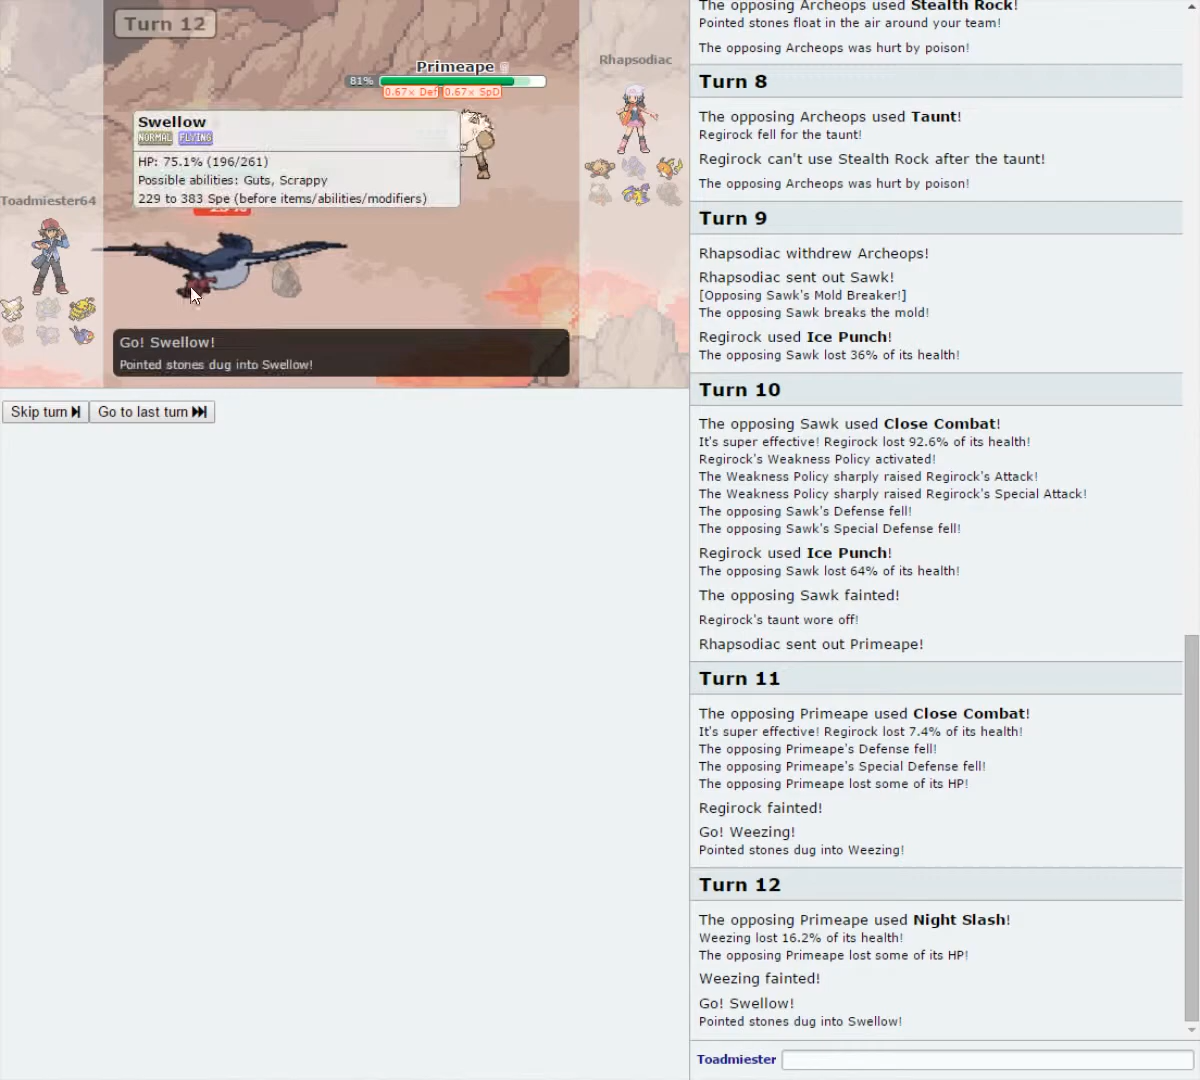 Turn 12
Primeape
81%
0.67× Def 0.67× SpD
Rhapsodiac
Swellow
NORMAL FLYING
HP: 75.1% (196/261)
Possible abilities: Guts, Scrappy
229 to 383 Spe (before items/abilities/modifiers)
Toadmiester64
Go! Swellow!
Pointed stones dug into Swellow!
Skip turn Go to last turn
The opposing Archeops used Stealth Rock!
Pointed stones float in the air around your team!
The opposing Archeops was hurt by poison!
Turn 8
The opposing Archeops used Taunt!
Regirock fell for the taunt!
Regirock can't use Stealth Rock after the taunt!
The opposing Archeops was hurt by poison!
Turn 9
Rhapsodiac withdrew Archeops!
Rhapsodiac sent out Sawk!
[Opposing Sawk's Mold Breaker!]
The opposing Sawk breaks the mold!
Regirock used Ice Punch!
The opposing Sawk lost 36% of its health!
Turn 10
The opposing Sawk used Close Combat!
It's super effective! Regirock lost 92.6% of its health!
Regirock's Weakness Policy activated!
The Weakness Policy sharply raised Regirock's Attack!
The Weakness Policy sharply raised Regirock's Special Attack!
The opposing Sawk's Defense fell!
The opposing Sawk's Special Defense fell!
Regirock used Ice Punch!
The opposing Sawk lost 64% of its health!
The opposing Sawk fainted!
Regirock's taunt wore off!
Rhapsodiac sent out Primeape!
Turn 11
The opposing Primeape used Close Combat!
It's super effective! Regirock lost 7.4% of its health!
The opposing Primeape's Defense fell!
The opposing Primeape's Special Defense fell!
The opposing Primeape lost some of its HP!
Regirock fainted!
Go! Weezing!
Pointed stones dug into Weezing!
Turn 12
The opposing Primeape used Night Slash!
Weezing lost 16.2% of its health!
The opposing Primeape lost some of its HP!
Weezing fainted!
Go! Swellow!
Pointed stones dug into Swellow!
Toadmiester